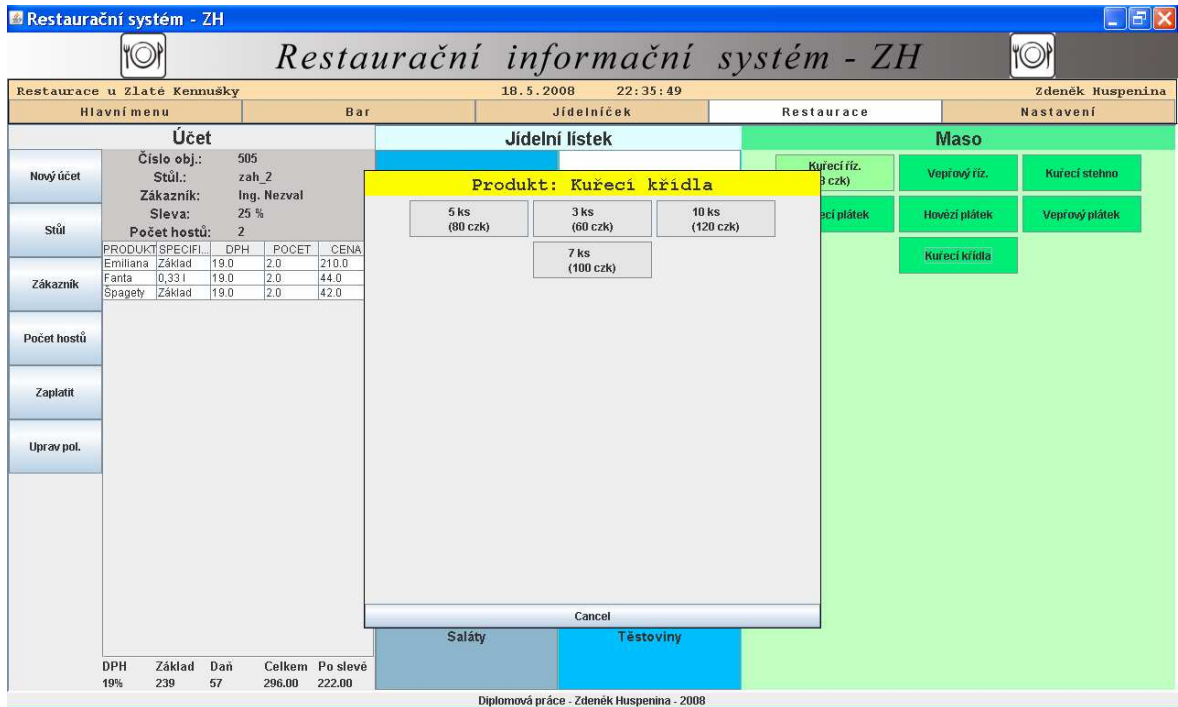 Restaurační systém - ZH
Restaurační informační systém - ZH
Restaurace u Zlaté Kennušky 18.5.2008 22:35:49 Zdeněk Huspenina
Hlavní menu Bar Jídelníček Restaurace Nastavení
Účet Jídelní lístek Maso
Nový účet
Stůl
Zákazník
Počet hostů
Zaplatit
Uprav pol.
Číslo obj.: 505
Stůl.: zah_2
Zákazník: Ing. Nezval
Sleva: 25 %
Počet hostů: 2
PRODUKT SPECIFI... DPH POCET CENA
Emiliana Základ 19.0 2.0 210.0
Fanta 0,33 l 19.0 2.0 44.0
Špagety Základ 19.0 2.0 42.0
DPH Základ Daň Celkem Po slevě
19% 239 57 296.00 222.00
Produkt: Kuřecí křídla
5 ks 3 ks 10 ks
(80 czk) (60 czk) (120 czk)
7 ks
(100 czk)
Cancel
Saláty Těstoviny
Kuřecí říz. Vepřový říz. Kuřecí stehno
czk)
plátek Hovězí plátek Vepřový plátek
Kuřecí křídla
Diplomová práce - Zdeněk Huspenina - 2008